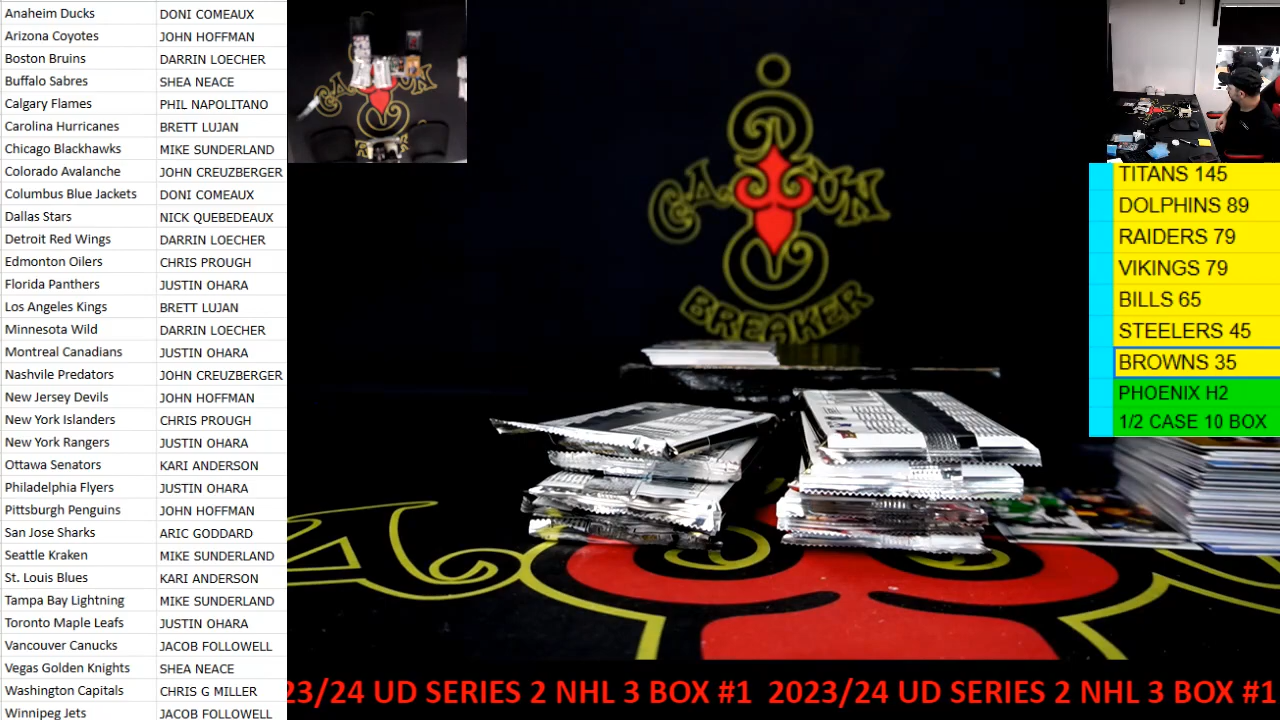 Anaheim Ducks DONI COMEAUX
Arizona Coyotes JOHN HOFFMAN
Boston Bruins DARRIN LOECHER
Buffalo Sabres SHEA NEACE
Calgary Flames PHIL NAPOLITANO
Carolina Hurricanes BRETT LUJAN
Chicago Blackhawks MIKE SUNDERLAND
Colorado Avalanche JOHN CREUZBERGER
Columbus Blue Jackets DONI COMEAUX
Dallas Stars NICK QUEBEDEAUX
Detroit Red Wings DARRIN LOECHER
Edmonton Oilers CHRIS PROUGH
Florida Panthers JUSTIN OHARA
Los Angeles Kings BRETT LUJAN
Minnesota Wild DARRIN LOECHER
Montreal Canadians JUSTIN OHARA
Nashvile Predators JOHN CREUZBERGER
New Jersey Devils JOHN HOFFMAN
New York Islanders CHRIS PROUGH
New York Rangers JUSTIN OHARA
Ottawa Senators KARI ANDERSON
Philadelphia Flyers JUSTIN OHARA
Pittsburgh Penguins JOHN HOFFMAN
San Jose Sharks ARIC GODDARD
Seattle Kraken MIKE SUNDERLAND
St. Louis Blues KARI ANDERSON
Tampa Bay Lightning MIKE SUNDERLAND
Toronto Maple Leafs JUSTIN OHARA
Vancouver Canucks JACOB FOLLOWELL
Vegas Golden Knights SHEA NEACE
Washington Capitals CHRIS G MILLER
Winnipeg Jets JACOB FOLLOWELL
CAJUN
BREAKER
TITANS 145
DOLPHINS 89
RAIDERS 79
VIKINGS 79
BILLS 65
STEELERS 45
BROWNS 35
PHOENIX H2
1/2 CASE 10 BOX
23/24 UD SERIES 2 NHL 3 BOX #1 2023/24 UD SERIES 2 NHL 3 BOX #1